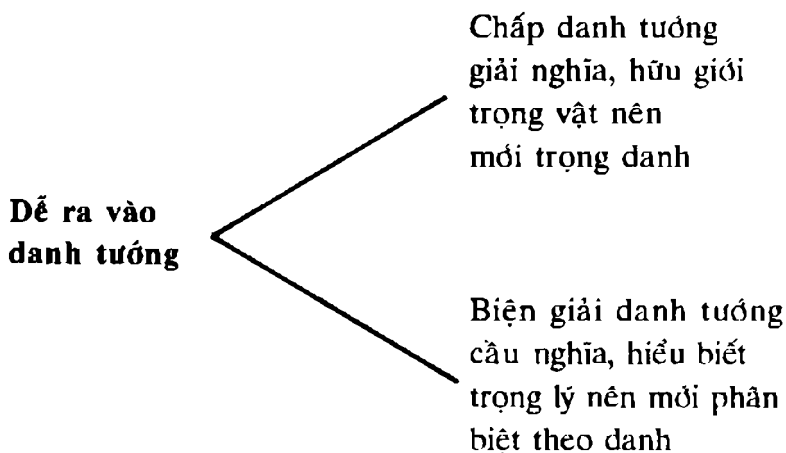 Chấp danh tướng
giải nghĩa, hữu giới
trọng vật nên
mới trọng danh
Dễ ra vào
danh tướng
Biện giải danh tướng
cầu nghĩa, hiểu biết
trọng lý nên mới phân
biệt theo danh